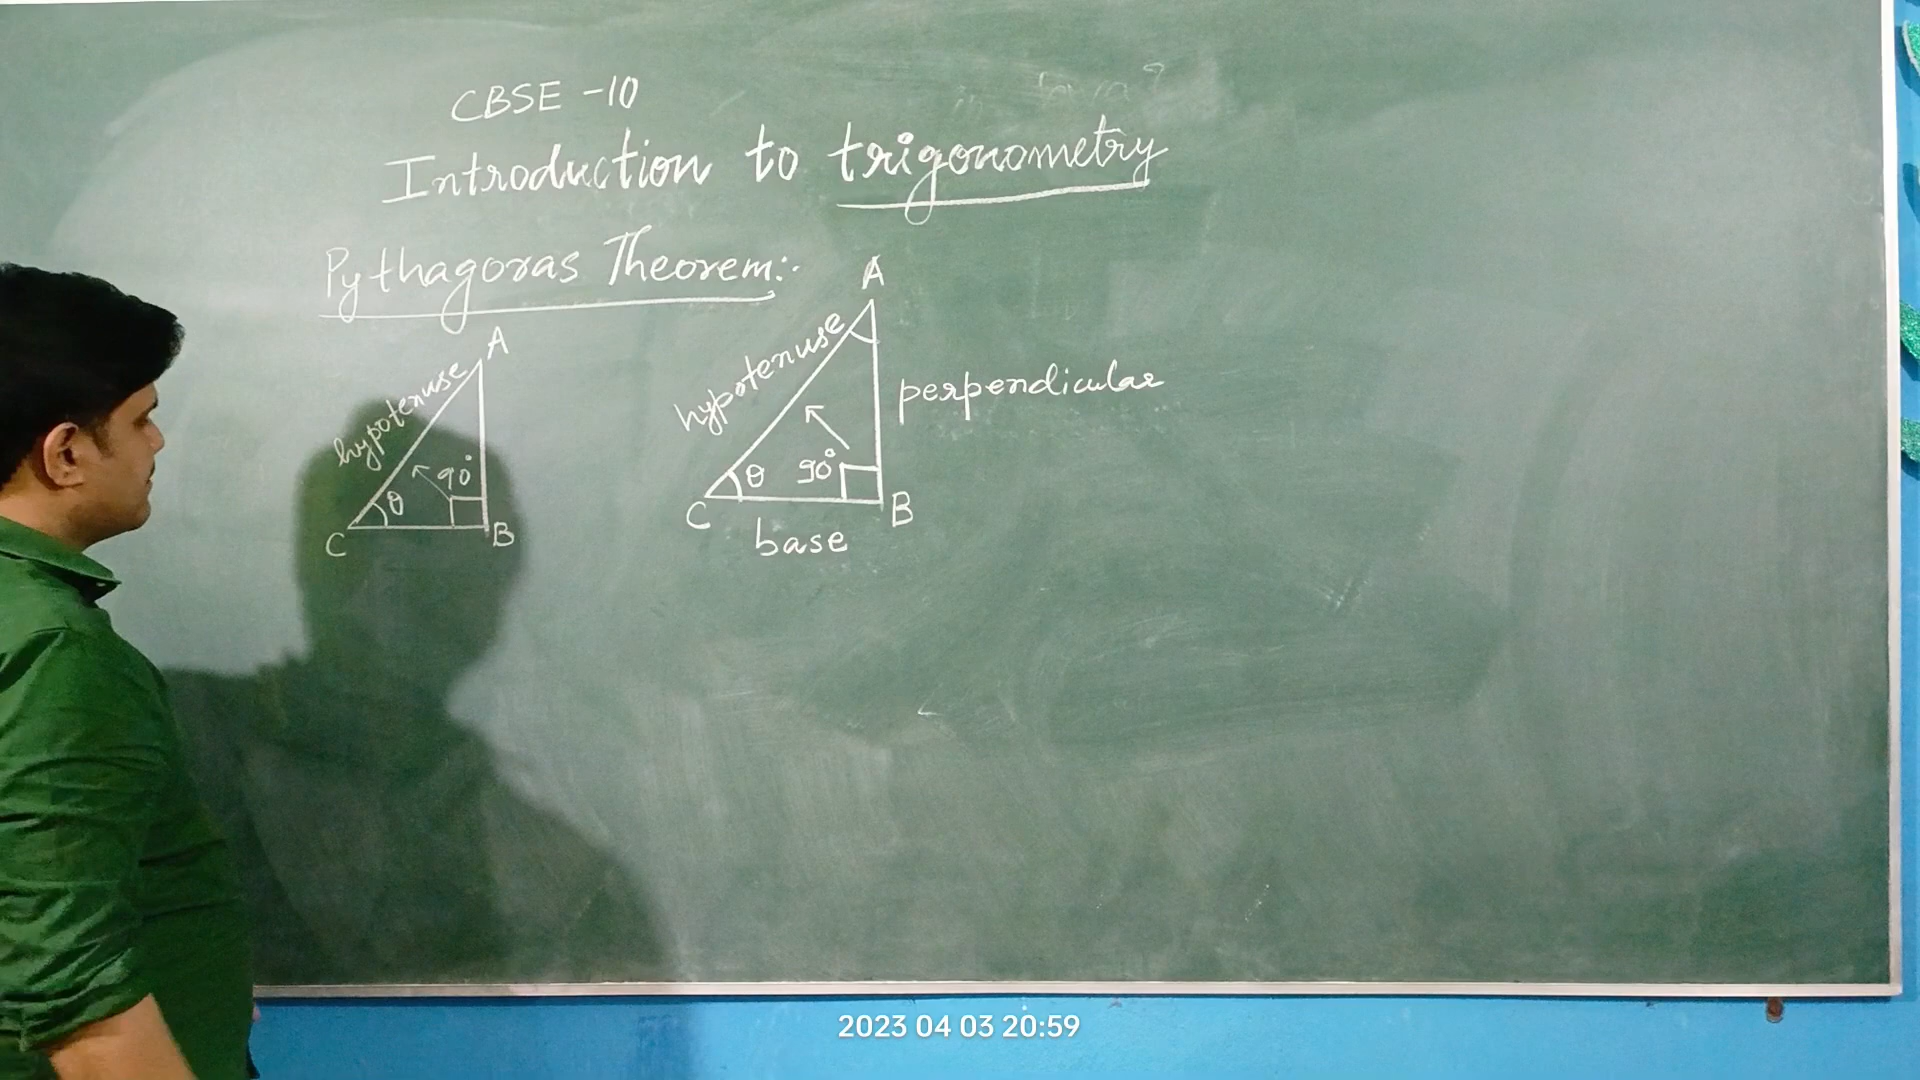 CBSE -10
Introduction to trigonometry
Pythagoras Theorem:-
A
hypotenuse
90°
θ
C
B
A
hypotenuse
perpendicular
θ
90°
C
B
base
2023 04 03 20:59